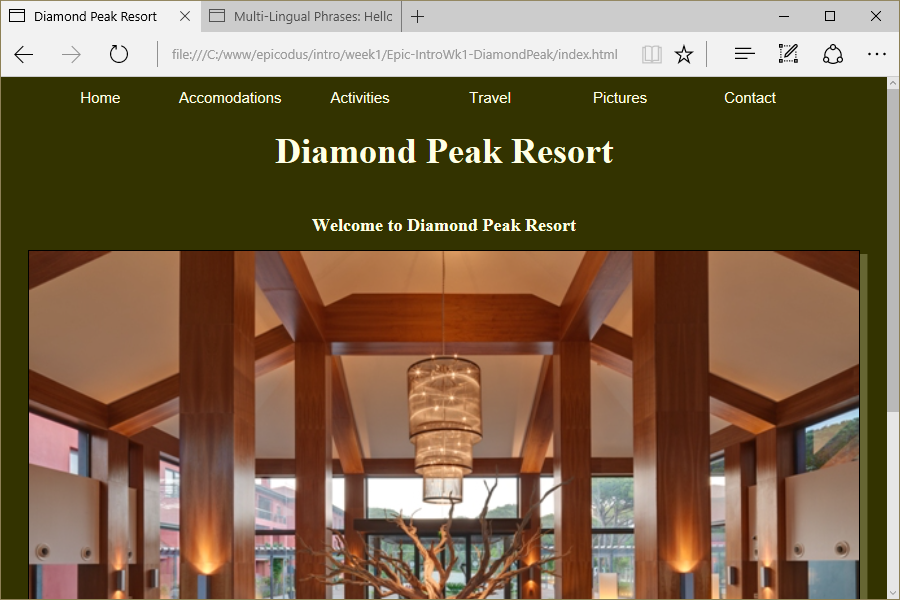 Diamond Peak Resort
Multi-Lingual Phrases: Hell
file:///C:/www/epicodus/intro/week1/Epic-IntroWk1-DiamondPeak/index.html
Home Accomodations Activities Travel Pictures Contact
Diamond Peak Resort
Welcome to Diamond Peak Resort